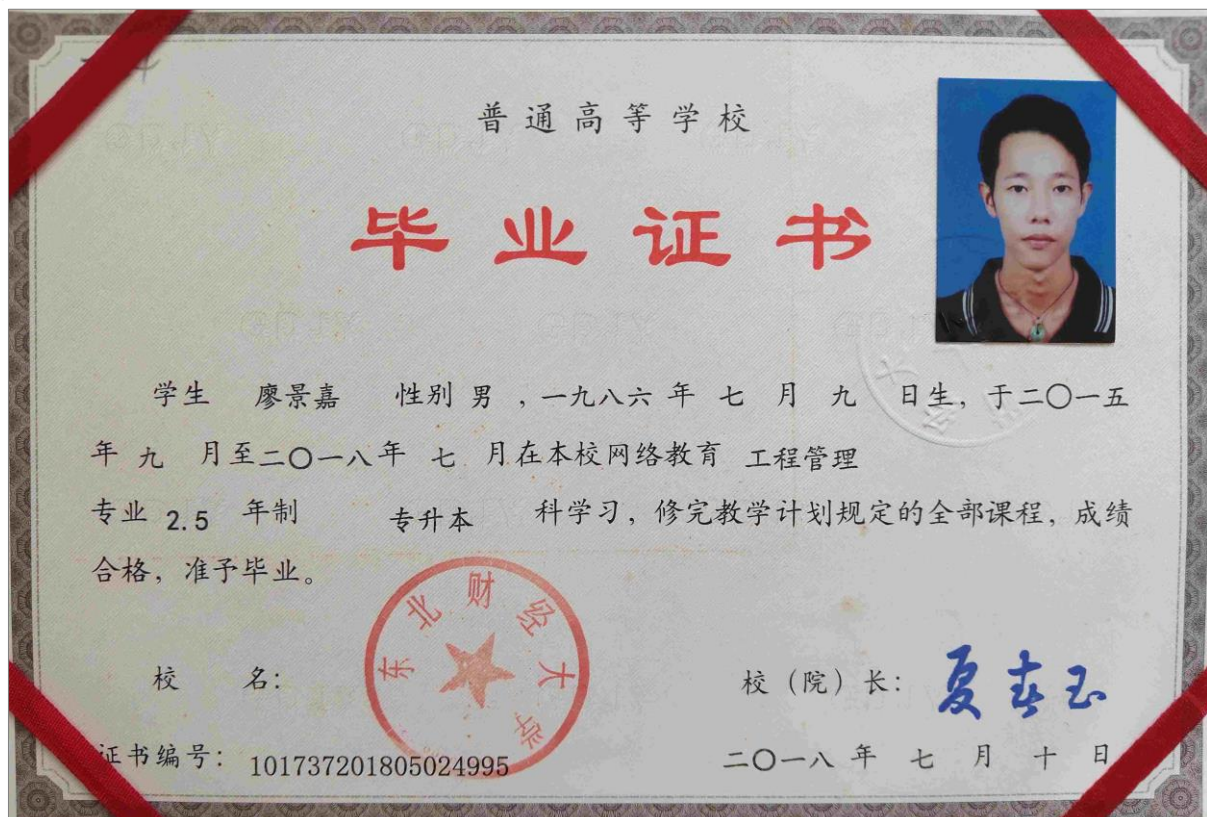 普通高等学校
毕业证书
学生 廖景嘉 性别 男 ，一九八六 年 七 月 九 日生，于二〇一五
年 九 月至二〇一八年 七 月在本校网络教育 工程管理
专业 2.5 年制 专升本 科学习，修完教学计划规定的全部课程，成绩
合格，准予毕业。
东北财经大学
校 名：
校（院）长：夏春玉
证书编号：101737201805024995
二〇一八 年 七 月 十 日